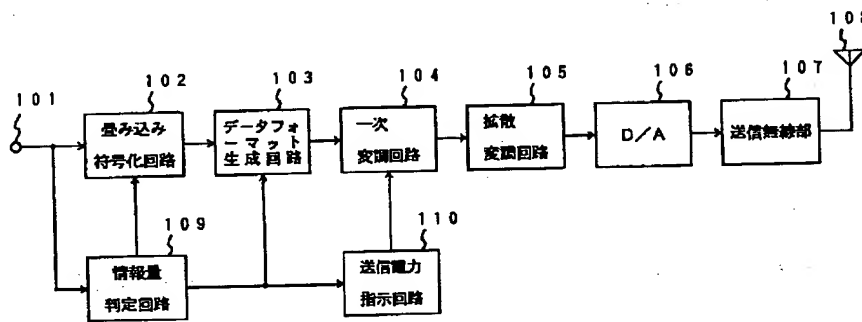 108
101
102
103
104
105
106
107
畳み込み
符号化回路
データフォ
ーマット
生成回路
一次
変調回路
拡散
変調回路
D/A
送信無線部
109
110
情報量
判定回路
送信電力
指示回路